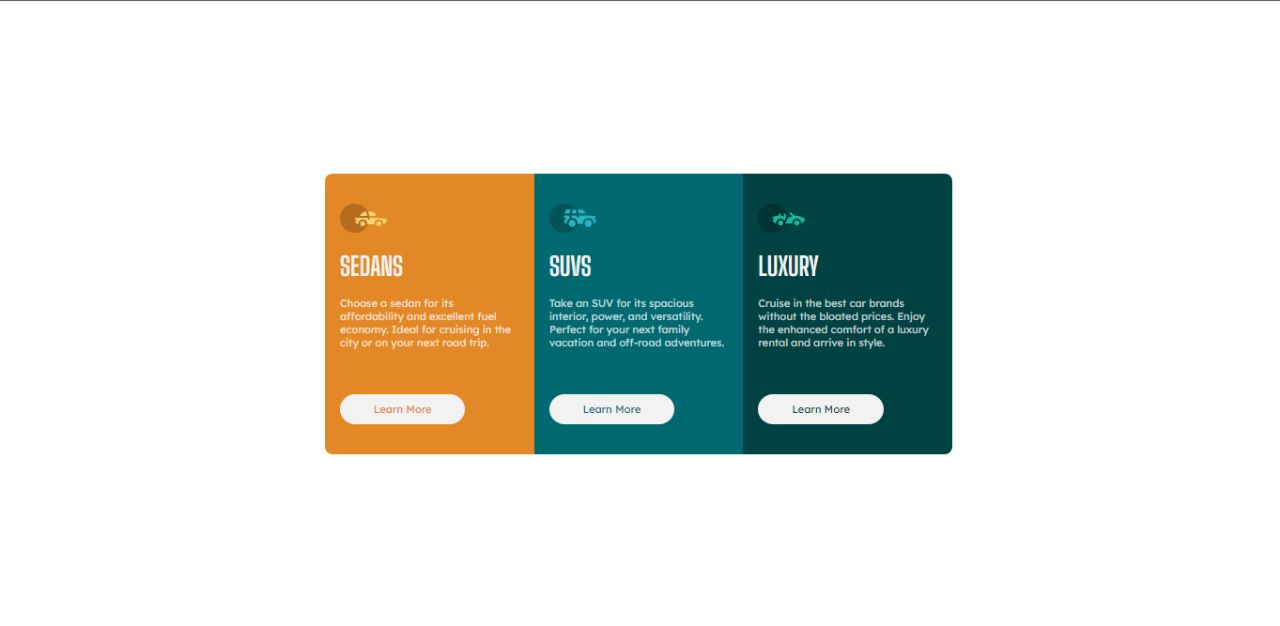 SEDANS
Choose a sedan for its
affordability and excellent fuel
economy. Ideal for cruising in the
city or on your next road trip.
Learn More
SUVS
Take an SUV for its spacious
interior, power, and versatility.
Perfect for your next family
vacation and off-road adventures.
Learn More
LUXURY
Cruise in the best car brands
without the bloated prices. Enjoy
the enhanced comfort of a luxury
rental and arrive in style.
Learn More